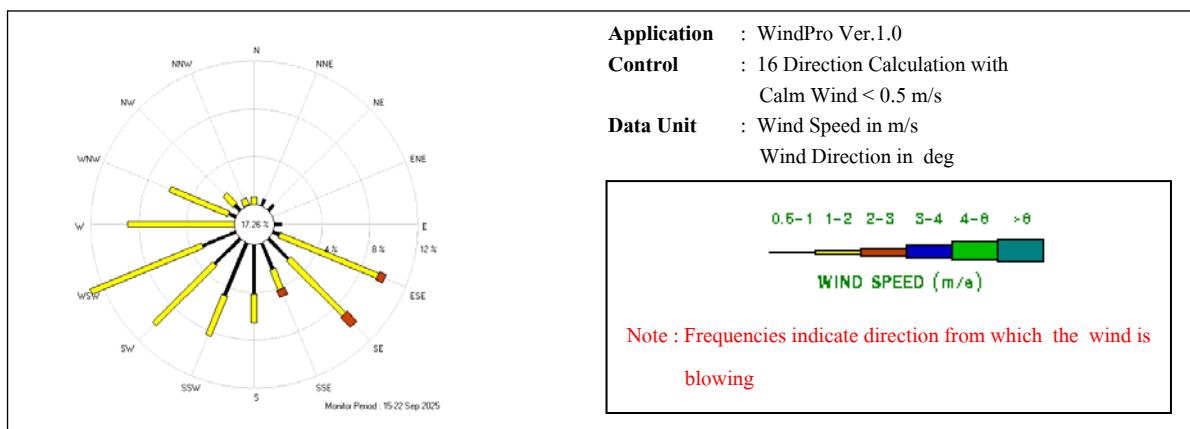 N
NNW
NNE
NW
NE
WNW
ENE
W
17.26 %
E
4 %
8 %
12 %
WSW
ESE
SW
SE
SSW
SSE
S
Monitor Period : 15-22 Sep 2025
Application : WindPro Ver.1.0
Control : 16 Direction Calculation with
Calm Wind < 0.5 m/s
Data Unit : Wind Speed in m/s
Wind Direction in deg
0.5-1 1-2 2-3 3-4 4-6 >6
WIND SPEED (m/s)
Note : Frequencies indicate direction from which the wind is
blowing